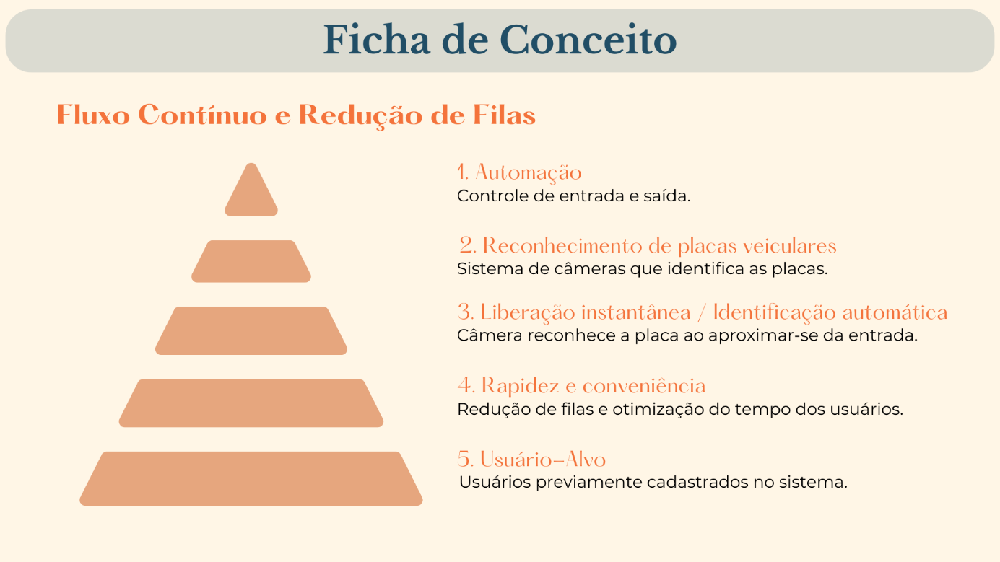 Ficha de Conceito
Fluxo Contínuo e Redução de Filas
1. Automação
Controle de entrada e saída.
2. Reconhecimento de placas veiculares
Sistema de câmeras que identifica as placas.
3. Liberação instantânea / Identificação automática
Câmera reconhece a placa ao aproximar-se da entrada.
4. Rapidez e conveniência
Redução de filas e otimização do tempo dos usuários.
5. Usuário-Alvo
Usuários previamente cadastrados no sistema.